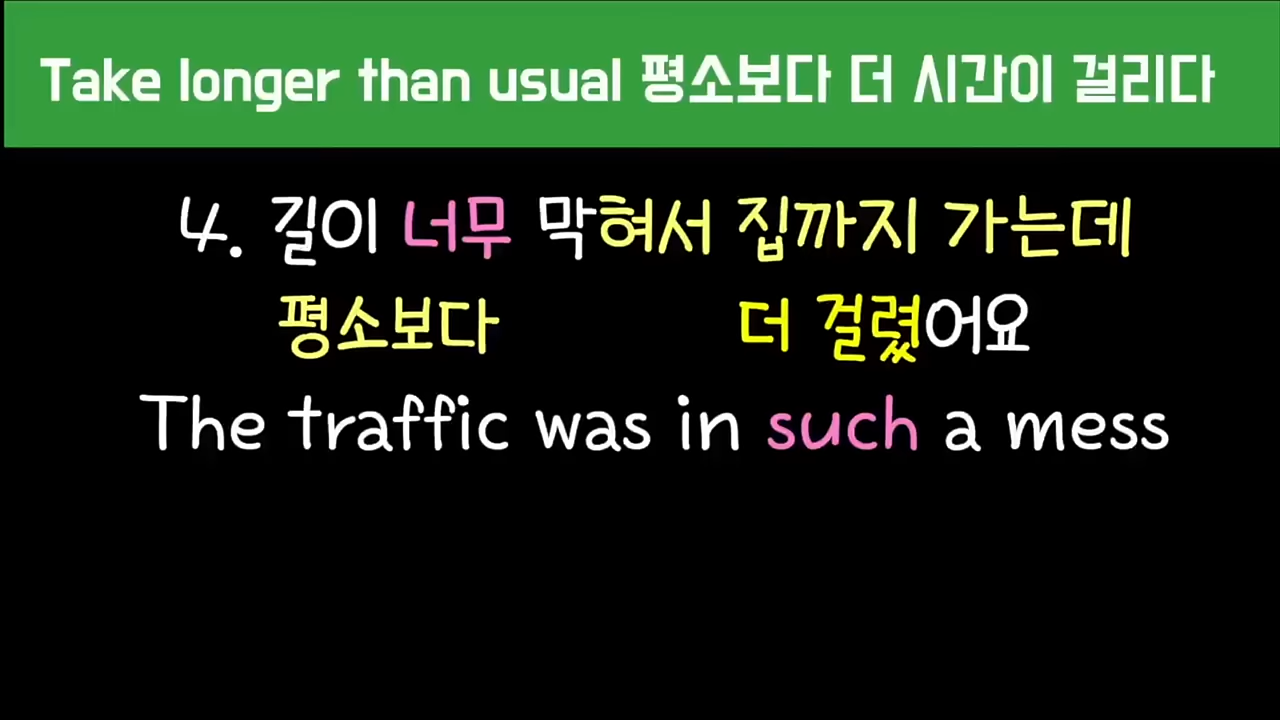 Take longer than usual 평소보다 더 시간이 걸리다
4. 길이 너무 막혀서 집까지 가는데
평소보다 더 걸렸어요
The traffic was in such a mess